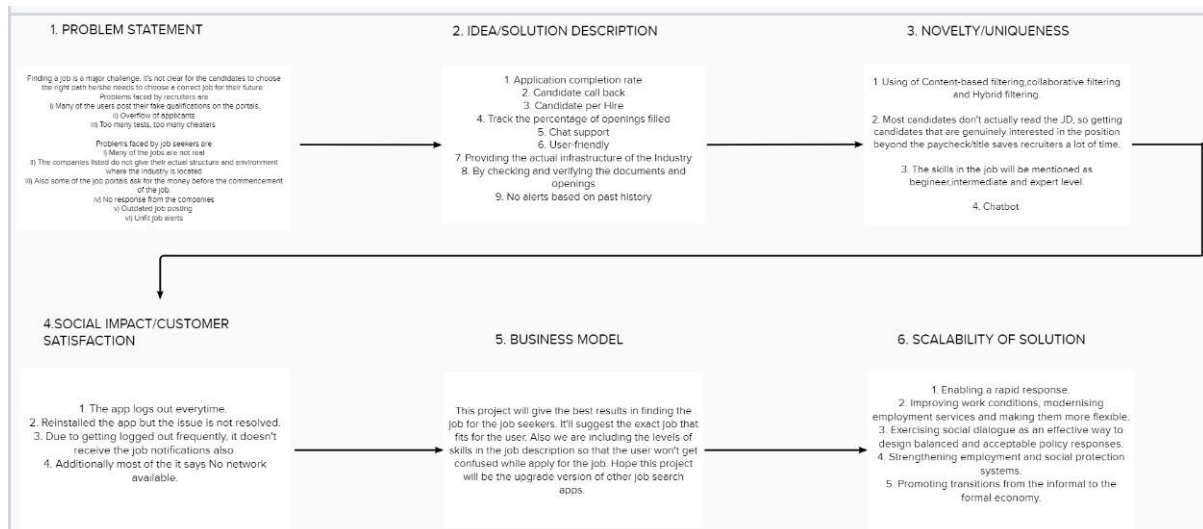 1. PROBLEM STATEMENT
Finding a job is a major challenge. It's not clear for the candidates to choose
the right path he/she needs to choose a correct job for their future
Problems faced by recruiters are
i) Many of the users post their fake qualifications on the portals.
ii) Overflow of applicants
iii) Too many tests, too many cheaters
Problems faced by job seekers are
i) Many of the jobs are not real
ii) The companies listed do not give their actual structure and environment
where the industry is located
iii) Also some of the job portals ask for the money before the commencement
of the job.
iv) No response from the companies
v) Outdated job posting
vi) Unfit job alerts
2. IDEA/SOLUTION DESCRIPTION
1. Application completion rate
2. Candidate call back
3. Candidate per Hire
4. Track the percentage of openings filled
5. Chat support
6. User-friendly
7. Providing the actual infrastructure of the Industry
8. By checking and verifying the documents and
openings
9. No alerts based on past history
3. NOVELTY/UNIQUENESS
1. Using of Content-based filtering,collaborative filtering
and Hybrid filtering.
2. Most candidates don't actually read the JD, so getting
candidates that are genuinely interested in the position
beyond the paycheck/title saves recruiters a lot of time.
3. The skills in the job will be mentioned as
begineer,intermediate and expert level.
4. Chatbot
4.SOCIAL IMPACT/CUSTOMER
SATISFACTION
1. The app logs out everytime.
2. Reinstalled the app but the issue is not resolved.
3. Due to getting logged out frequently, it doesn't
receive the job notifications also.
4. Additionally most of the it says No network
available.
5. BUSINESS MODEL
This project will give the best results in finding the
job for the job seekers. It'll suggest the exact job that
fits for the user. Also we are including the levels of
skills in the job description so that the user won't get
confused while apply for the job. Hope this project
will be the upgrade version of other job search
apps.
6. SCALABILITY OF SOLUTION
1. Enabling a rapid response.
2. Improving work conditions, modernising
employment services and making them more flexible.
3. Exercising social dialogue as an effective way to
design balanced and acceptable policy responses.
4. Strengthening employment and social protection
systems.
5. Promoting transitions from the informal to the
formal economy.